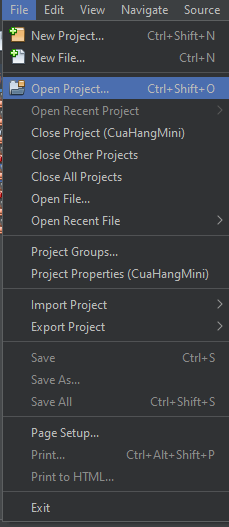 File Edit View Navigate Source
New Project... Ctrl+Shift+N
New File... Ctrl+N
Open Project... Ctrl+Shift+O
Open Recent Project
Close Project (CuaHangMini)
Close Other Projects
Close All Projects
Open File...
Open Recent File
Project Groups...
Project Properties (CuaHangMini)
Import Project
Export Project
Save Ctrl+S
Save As...
Save All Ctrl+Shift+S
Page Setup...
Print... Ctrl+Alt+Shift+P
Print to HTML...
Exit